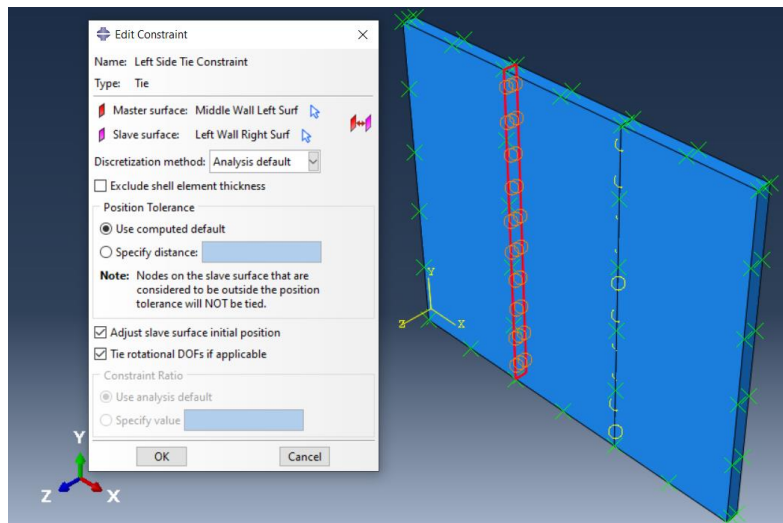 Edit Constraint
Name: Left Side Tie Constraint
Type: Tie
Master surface: Middle Wall Left Surf
Slave surface: Left Wall Right Surf
Discretization method: Analysis default
Exclude shell element thickness
Position Tolerance
Use computed default
Specify distance:
Note: Nodes on the slave surface that are
considered to be outside the position
tolerance will NOT be tied.
Adjust slave surface initial position
Tie rotational DOFs if applicable
Constraint Ratio
Use analysis default
Specify value
OK Cancel
Y
Z X
Y
Z X